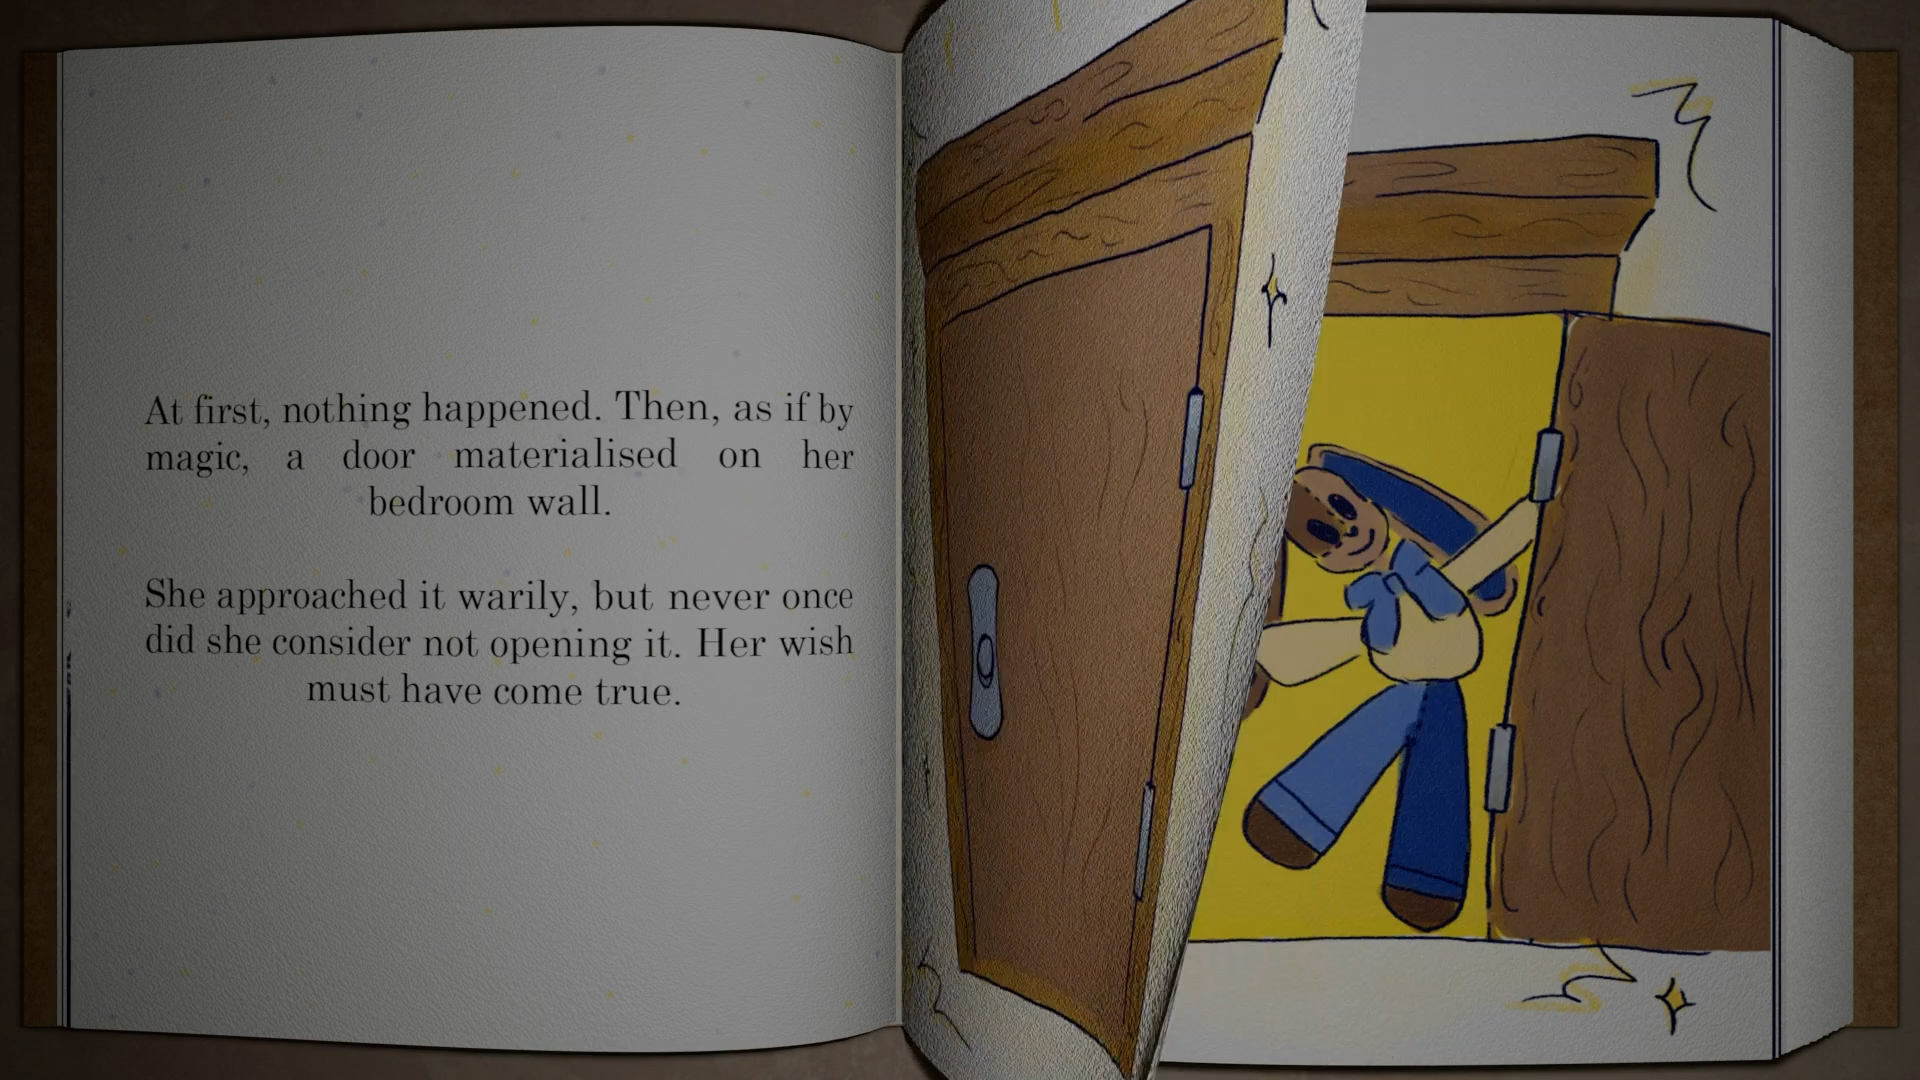 At first, nothing happened. Then, as if by
magic, a door materialised on her
bedroom wall.
She approached it warily, but never once
did she consider not opening it. Her wish
must have come true.